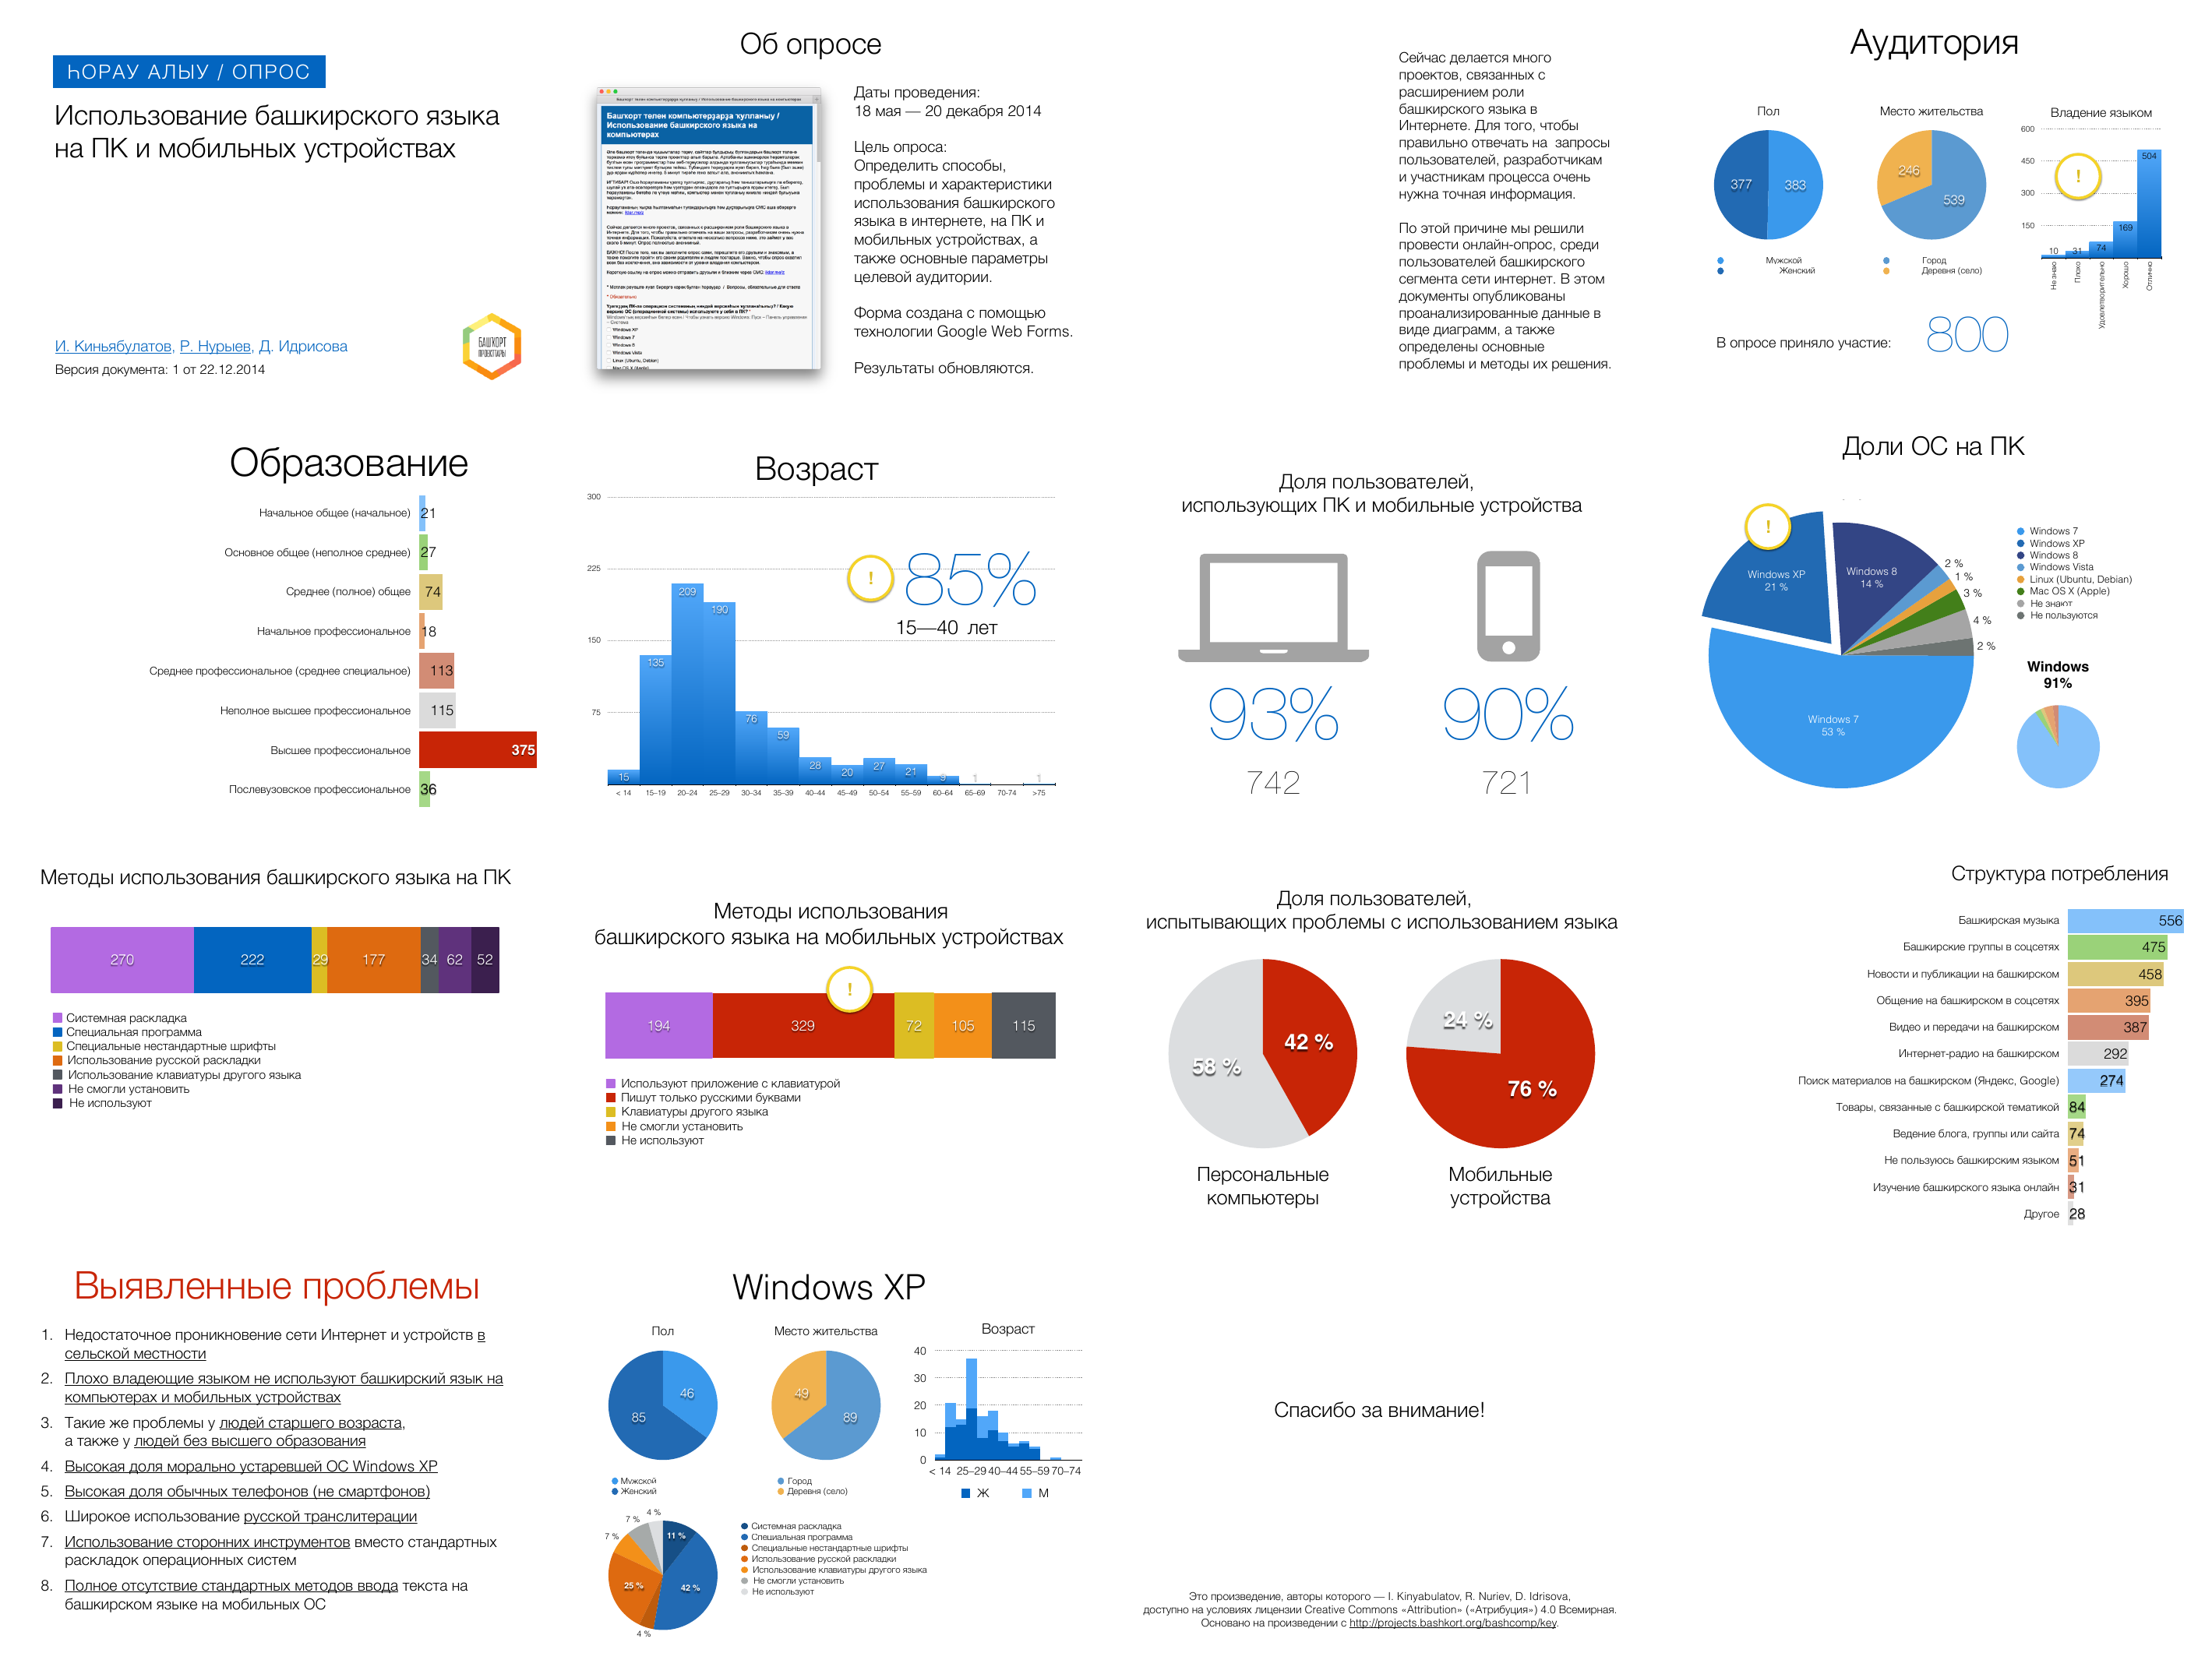 ҺОРАУ АЛЫУ / ОПРОС
Использование башкирского языка
на ПК и мобильных устройствах
И. Киньябулатов, Р. Нурыев, Д. Идрисова
Версия документа: 1 от 22.12.2014
БАШҠОРТ
ПРОЕКТТАРЫ
Об опросе
Башҡорт телен компьютерҙарҙа ҡулланыу /
Использование башкирского языка на
компьютерах
Windows XP
Windows 7
Windows 8
Windows Vista
Linux (Ubuntu, Debian)
Mac OS X (Apple)
Даты проведения:
18 мая — 20 декабря 2014
Цель опроса:
Определить способы,
проблемы и характеристики
использования башкирского
языка в интернете, на ПК и
мобильных устройствах, а
также основные параметры
целевой аудитории.
Форма создана с помощью
технологии Google Web Forms.
Результаты обновляются.
Сейчас делается много
проектов, связанных с
расширением роли
башкирского языка в
Интернете. Для того, чтобы
правильно отвечать на запросы
пользователей, разработчикам
и участникам процесса очень
нужна точная информация.
По этой причине мы решили
провести онлайн-опрос, среди
пользователей башкирского
сегмента сети интернет. В этом
документы опубликованы
проанализированные данные в
виде диаграмм, а также
определены основные
проблемы и методы их решения.
Аудитория
Пол
377
383
Мужской
Женский
Место жительства
246
539
Город
Деревня (село)
Владение языком
600
450
300
150
!
10
31
74
169
504
Не знаю
Плохо
Удовлетворительно
Хорошо
Отлично
В опросе приняло участие:
800
Образование
Начальное общее (начальное) 21
Основное общее (неполное среднее) 27
Среднее (полное) общее 74
Начальное профессиональное 18
Среднее профессиональное (среднее специальное) 113
Неполное высшее профессиональное 115
Высшее профессиональное 375
Послевузовское профессиональное 36
Возраст
300
225
150
75
15
135
209
190
76
59
28
20
27
21
9
1
1
< 14 15–19 20–24 25–29 30–34 35–39 40–44 45–49 50–54 55–59 60–64 65–69 70-74 >75
!
85%
15—40 лет
Доля пользователей,
использующих ПК и мобильные устройства
93% 90%
742 721
Доли ОС на ПК
!
Windows XP
21 %
Windows 8
14 %
2 %
1 %
3 %
4 %
2 %
Windows 7
53 %
Windows 7
Windows XP
Windows 8
Windows Vista
Linux (Ubuntu, Debian)
Mac OS X (Apple)
Не знают
Не пользуются
Windows
91%
Методы использования башкирского языка на ПК
270 222 29 177 34 62 52
Системная раскладка
Специальная программа
Специальные нестандартные шрифты
Использование русской раскладки
Использование клавиатуры другого языка
Не смогли установить
Не используют
Методы использования
башкирского языка на мобильных устройствах
!
194 329 72 105 115
Используют приложение с клавиатурой
Пишут только русскими буквами
Клавиатуры другого языка
Не смогли установить
Не используют
Доля пользователей,
испытывающих проблемы с использованием языка
58 %
42 %
24 %
76 %
Персональные
компьютеры
Мобильные
устройства
Структура потребления
Башкирская музыка 556
Башкирские группы в соцсетях 475
Новости и публикации на башкирском 458
Общение на башкирском в соцсетях 395
Видео и передачи на башкирском 387
Интернет-радио на башкирском 292
Поиск материалов на башкирском (Яндекс, Google) 274
Товары, связанные с башкирской тематикой 84
Ведение блога, группы или сайта 74
Не пользуюсь башкирским языком 51
Изучение башкирского языка онлайн 31
Другое 28
Выявленные проблемы
1. Недостаточное проникновение сети Интернет и устройств в
сельской местности
2. Плохо владеющие языком не используют башкирский язык на
компьютерах и мобильных устройствах
3. Такие же проблемы у людей старшего возраста,
а также у людей без высшего образования
4. Высокая доля морально устаревшей ОС Windows XP
5. Высокая доля обычных телефонов (не смартфонов)
6. Широкое использование русской транслитерации
7. Использование сторонних инструментов вместо стандартных
раскладок операционных систем
8. Полное отсутствие стандартных методов ввода текста на
башкирском языке на мобильных ОС
Windows XP
Пол
46
85
Мужской
Женский
Место жительства
49
89
Город
Деревня (село)
Возраст
40
30
20
10
0
< 14 25–29 40–44 55–59 70–74
Ж М
4 %
7 %
7 %
11 %
25 %
42 %
4 %
Системная раскладка
Специальная программа
Специальные нестандартные шрифты
Использование русской раскладки
Использование клавиатуры другого языка
Не смогли установить
Не используют
Спасибо за внимание!
Это произведение, авторы которого — I. Kinyabulatov, R. Nuriev, D. Idrisova,
доступно на условиях лицензии Creative Commons «Attribution» («Атрибуция») 4.0 Всемирная.
Основано на произведении с http://projects.bashkort.org/bashcomp/key.